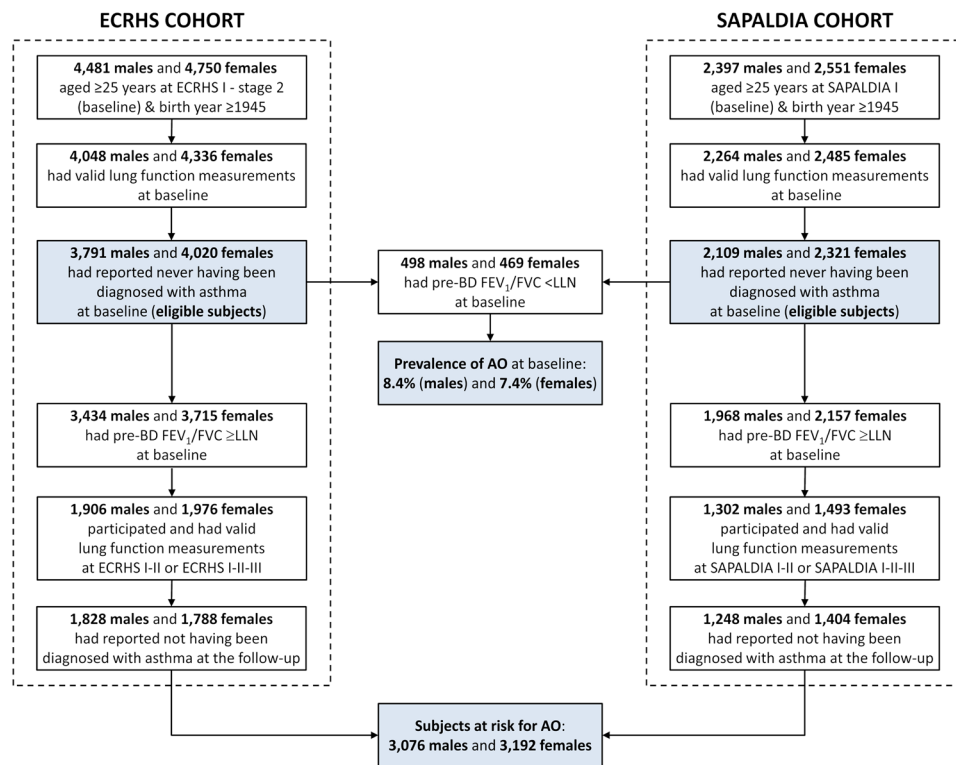 ECRHS COHORT
4,481 males and 4,750 females
aged ≥25 years at ECRHS I - stage 2
(baseline) & birth year ≥1945
4,048 males and 4,336 females
had valid lung function measurements
at baseline
3,791 males and 4,020 females
had reported never having been
diagnosed with asthma
at baseline (eligible subjects)
3,434 males and 3,715 females
had pre-BD FEV₁/FVC ≥LLN
at baseline
1,906 males and 1,976 females
participated and had valid
lung function measurements
at ECRHS I-II or ECRHS I-II-III
1,828 males and 1,788 females
had reported not having been
diagnosed with asthma at the follow-up
498 males and 469 females
had pre-BD FEV₁/FVC <LLN
at baseline
Prevalence of AO at baseline:
8.4% (males) and 7.4% (females)
SAPALDIA COHORT
2,397 males and 2,551 females
aged ≥25 years at SAPALDIA I
(baseline) & birth year ≥1945
2,264 males and 2,485 females
had valid lung function measurements
at baseline
2,109 males and 2,321 females
had reported never having been
diagnosed with asthma
at baseline (eligible subjects)
1,968 males and 2,157 females
had pre-BD FEV₁/FVC ≥LLN
at baseline
1,302 males and 1,493 females
participated and had valid
lung function measurements
at SAPALDIA I-II or SAPALDIA I-II-III
1,248 males and 1,404 females
had reported not having been
diagnosed with asthma at the follow-up
Subjects at risk for AO:
3,076 males and 3,192 females